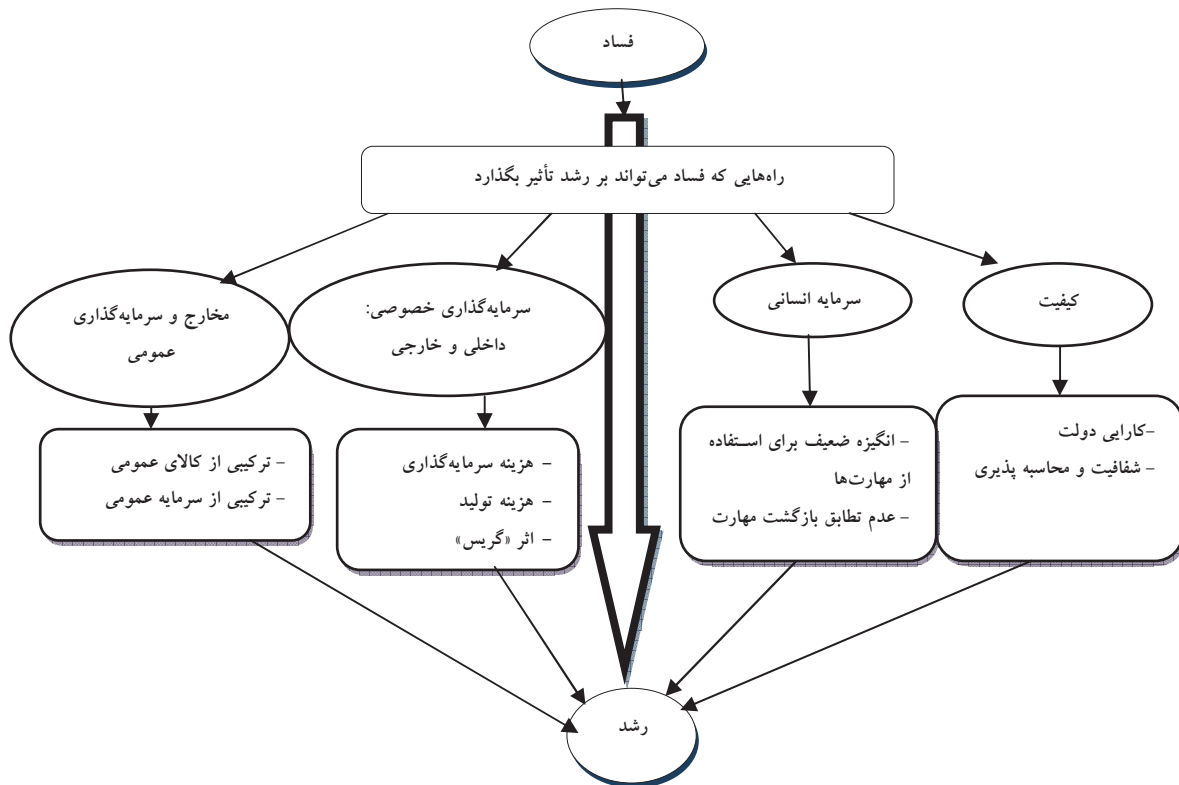 فساد
راه‌هایی که فساد می‌تواند بر رشد تأثیر بگذارد
کیفیت
سرمایه انسانی
سرمایه‌گذاری خصوصی:
داخلی و خارجی
مخارج و سرمایه‌گذاری
عمومی
-کارایی دولت
- شفافیت و محاسبه پذیری
- انگیزه ضعیف برای استفاده
از مهارت‌ها
- عدم تطابق بازگشت مهارت
- هزینه سرمایه‌گذاری
- هزینه تولید
- اثر «گریس»
- ترکیبی از کالای عمومی
- ترکیبی از سرمایه عمومی
رشد